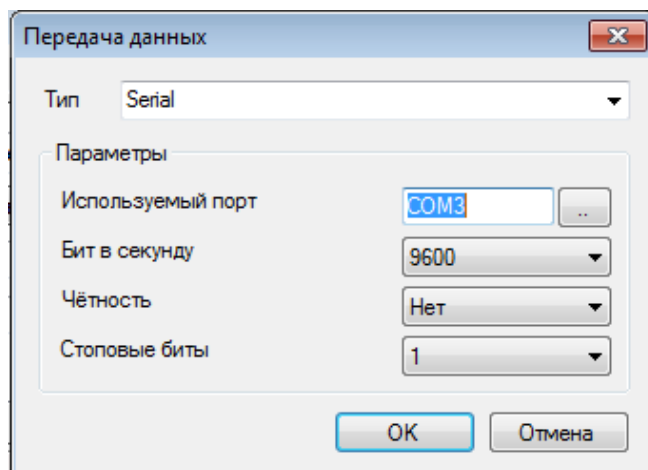 Передача данных
Тип Serial
Параметры
Используемый порт COM3 ..
Бит в секунду 9600
Чётность Нет
Стоповые биты 1
OK Отмена